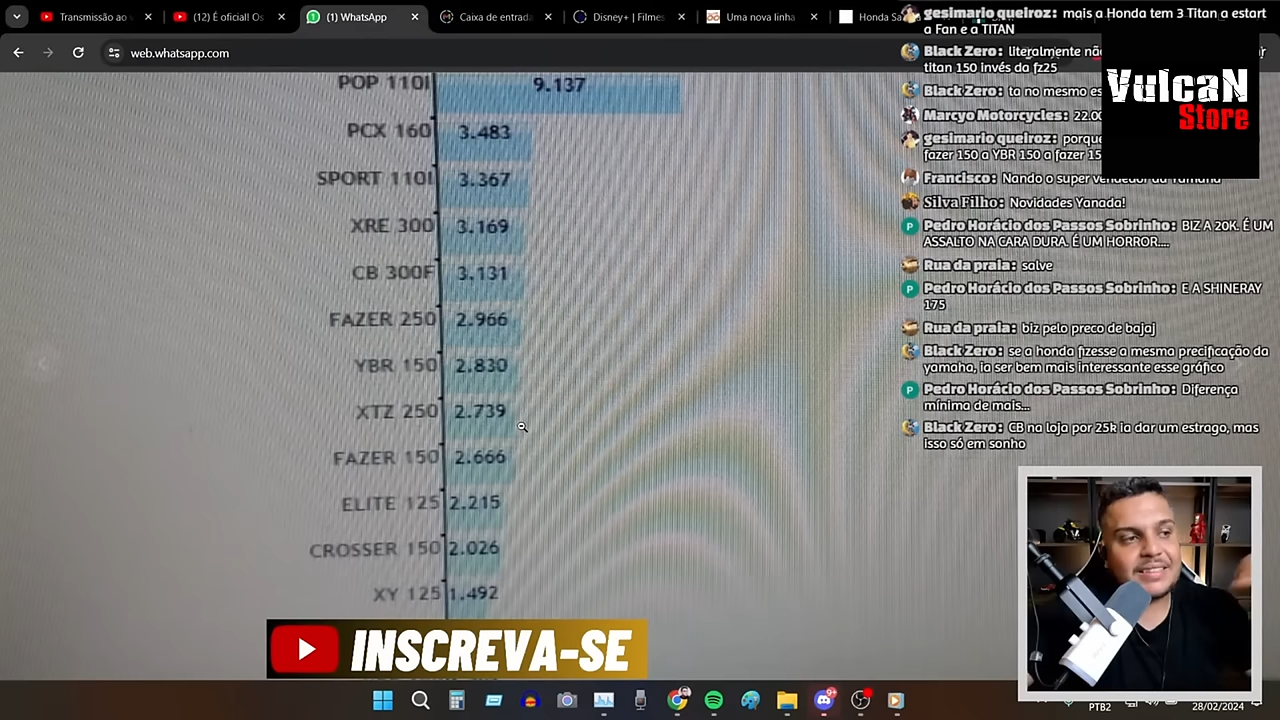 Transmissão ao v
(12) É oficial! Os
(1) WhatsApp
Caixa de entrada
Disney+ | Filmes
Uma nova linha
Honda Sa
web.whatsapp.com
POP 110I 9.137
PCX 160 3.483
SPORT 110I 3.367
XRE 300 3.169
CB 300F 3.131
FAZER 250 2.966
YBR 150 2.830
XTZ 250 2.739
FAZER 150 2.666
ELITE 125 2.215
CROSSER 150 2.026
XY 125 1.492
gesimario queiroz: mais a Honda tem 3 Titan a estart
a Fan e a TITAN
Black Zero: literalmente
titan 150 invés da fz25
Black Zero: ta no mesmo
Marcyo Motorcycles:
gesimario queiroz:
fazer 150 a YBR 150 a fazer
Francisco: Nando o super vendedor da Yamaha
Silva Filho: Novidades Yanada!
Pedro Horácio dos Passos Sobrinho: BIZ A 20K. É UM
ASSALTO NA CARA DURA. É UM HORROR....
Rua da praia: salve
Pedro Horácio dos Passos Sobrinho: E A SHINERAY
175
Rua da praia: biz pelo preco de bajaj
Black Zero: se a honda fizesse a mesma precificação da
yamaha, ia ser bem mais interessante esse gráfico
Pedro Horácio dos Passos Sobrinho: Diferença
mínima de mais...
Black Zero: CB na loja por 25k ia dar um estrago, mas
isso só em sonho
VulcaN
Store
INSCREVA-SE
PTB2
28/02/2024